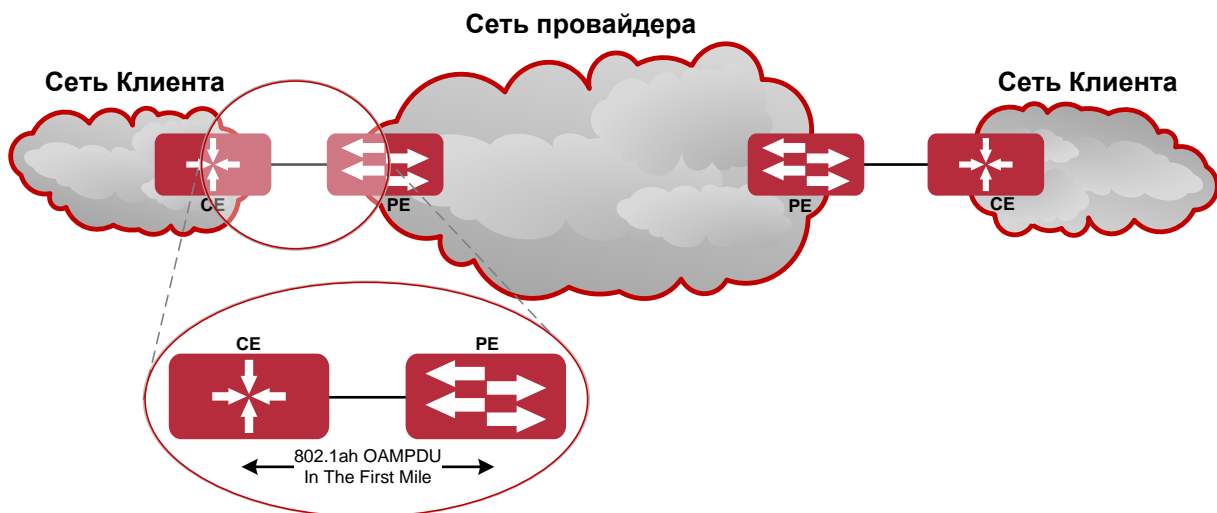 Сеть провайдера
Сеть Клиента
Сеть Клиента
CE
PE
PE
CE
CE
PE
802.1ah OAMPDU
In The First Mile